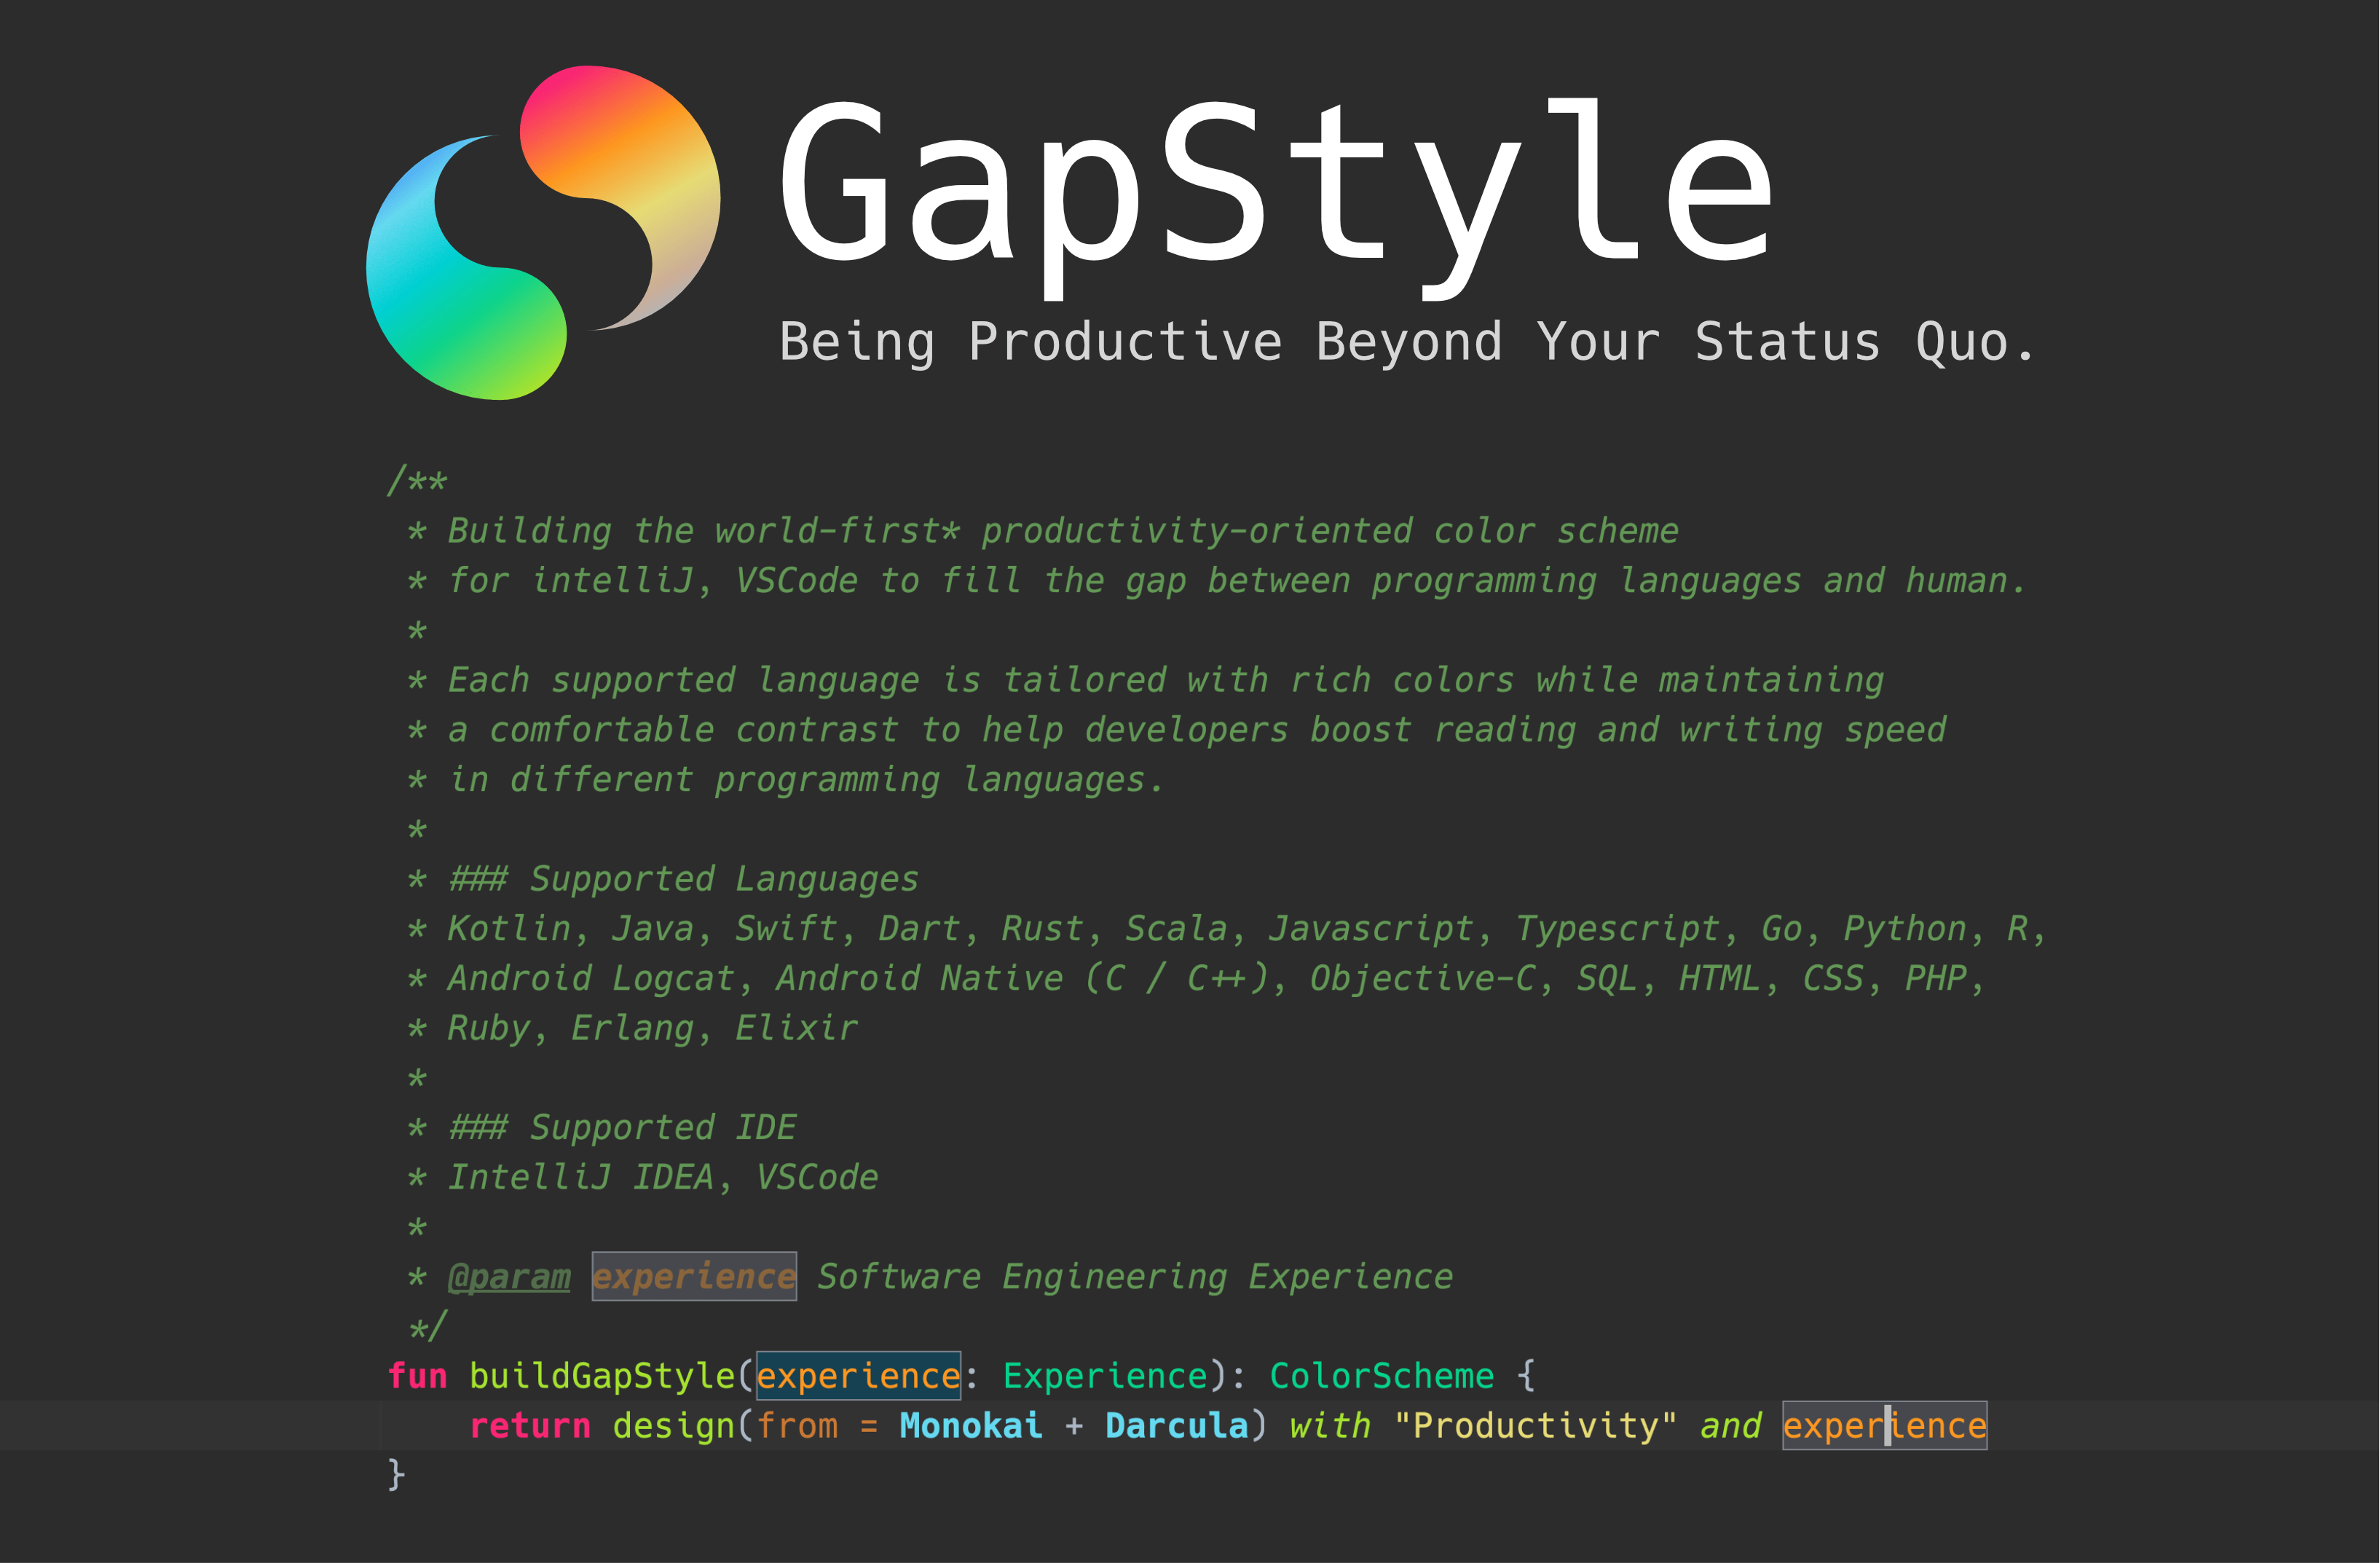 GapStyle
Being Productive Beyond Your Status Quo.
/**
 * Building the world-first* productivity-oriented color scheme
 * for intelliJ, VSCode to fill the gap between programming languages and human.
 *
 * Each supported language is tailored with rich colors while maintaining
 * a comfortable contrast to help developers boost reading and writing speed
 * in different programming languages.
 *
 * ### Supported Languages
 * Kotlin, Java, Swift, Dart, Rust, Scala, Javascript, Typescript, Go, Python, R,
 * Android Logcat, Android Native (C / C++), Objective-C, SQL, HTML, CSS, PHP,
 * Ruby, Erlang, Elixir
 *
 * ### Supported IDE
 * IntelliJ IDEA, VSCode
 *
 * @param experience Software Engineering Experience
 */
fun buildGapStyle(experience: Experience): ColorScheme {
    return design(from = Monokai + Darcula) with "Productivity" and experience
}